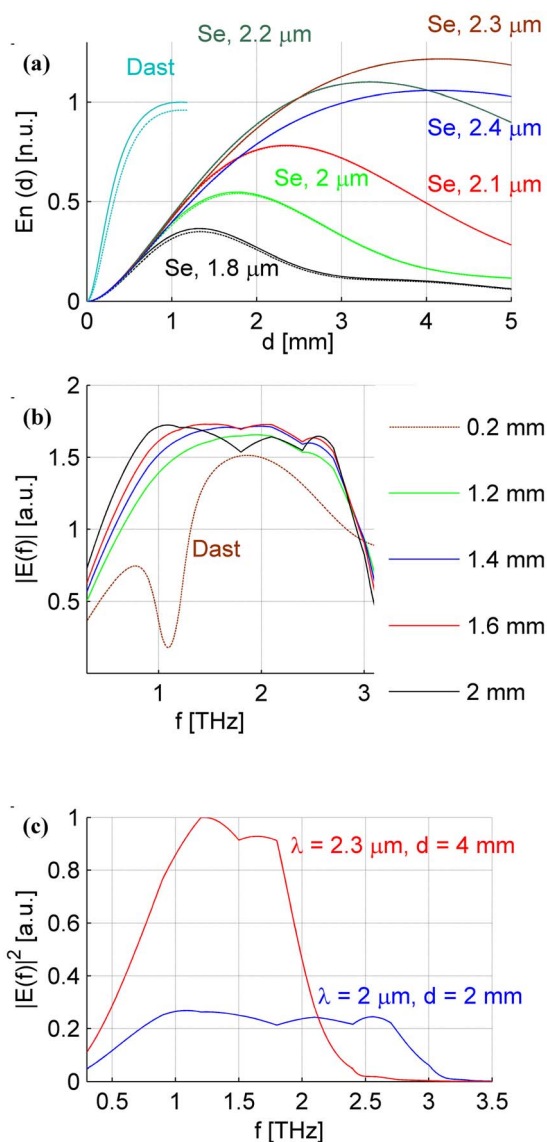 (a)
Se, 2.2 μm
Se, 2.3 μm
Dast
Se, 2.4 μm
Se, 2.1 μm
Se, 2 μm
Se, 1.8 μm
En (d) [n.u.]
1
0.5
0
0 1 2 3 4 5
d [mm]
(b)
|E(f)| [a.u.]
2
1.5
1
0.5
Dast
1 2 3
f [THz]
0.2 mm
1.2 mm
1.4 mm
1.6 mm
2 mm
(c)
|E(f)|² [a.u.]
1
0.8
0.6
0.4
0.2
0
λ = 2.3 μm, d = 4 mm
λ = 2 μm, d = 2 mm
0.5 1 1.5 2 2.5 3 3.5
f [THz]